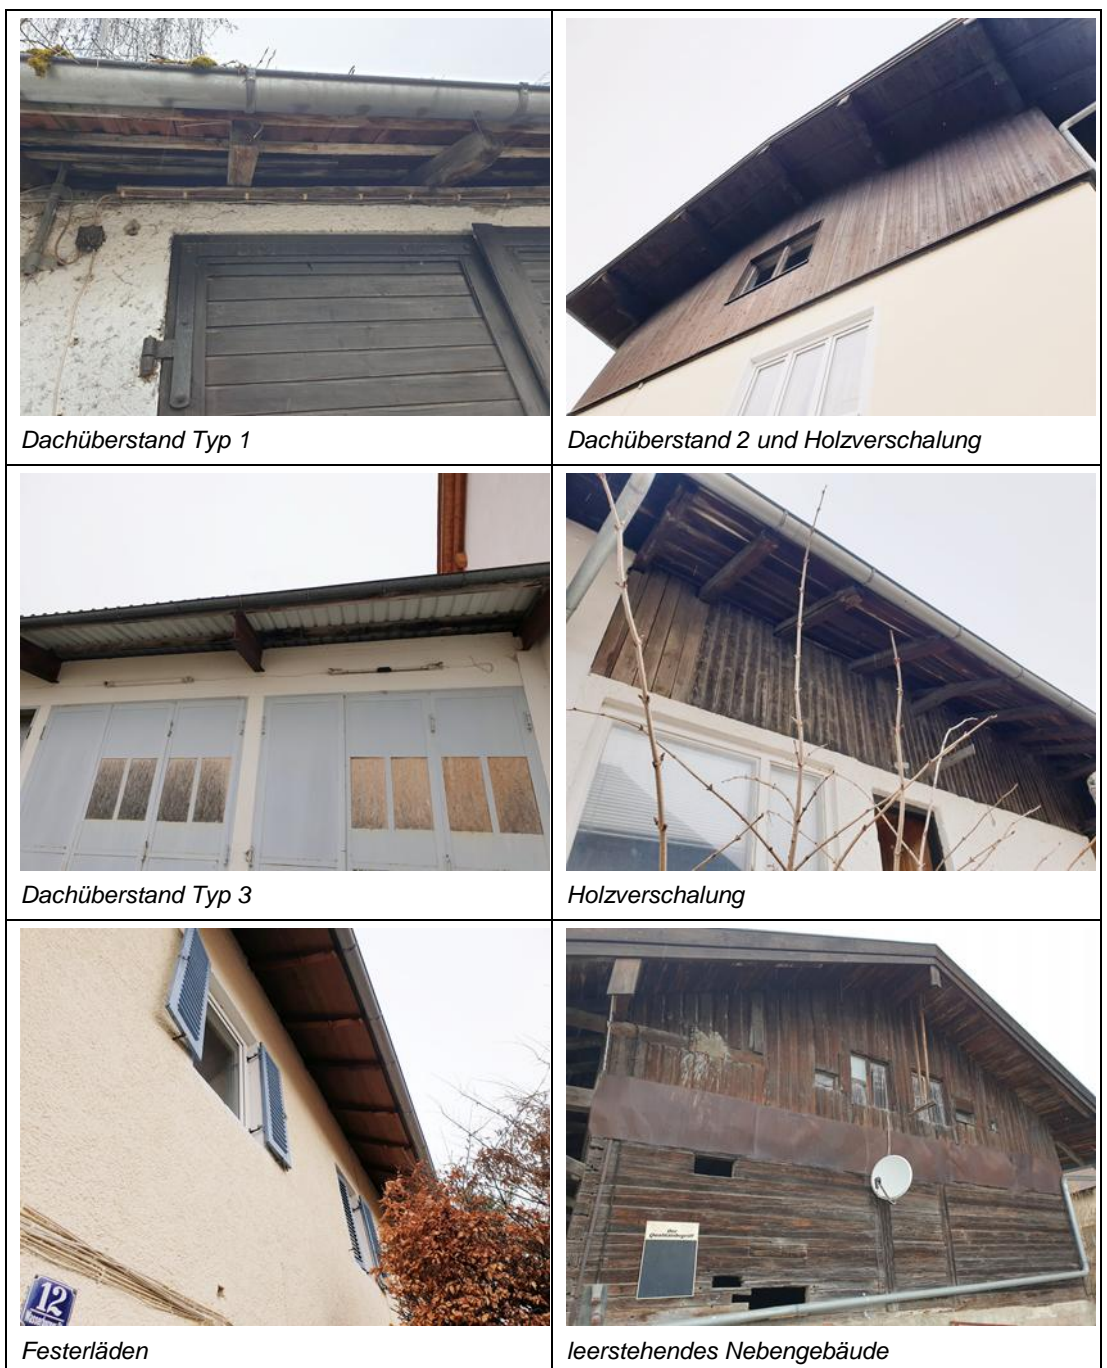 Dachüberstand Typ 1
Dachüberstand 2 und Holzverschalung
Dachüberstand Typ 3
Holzverschalung
12
Festerläden
leerstehendes Nebengebäude